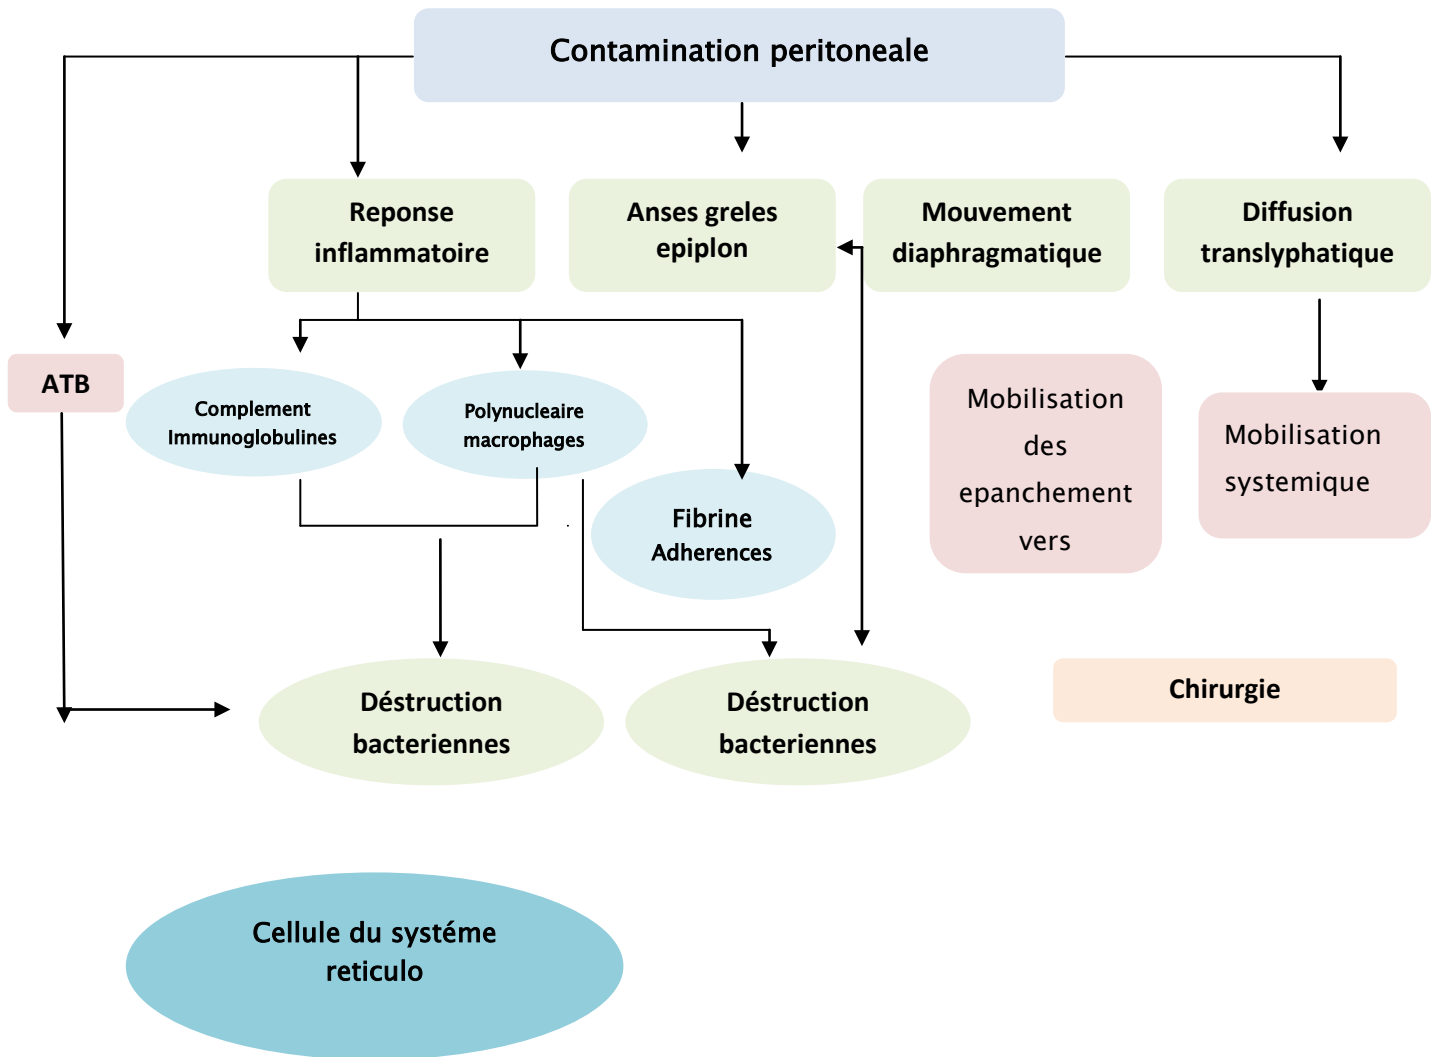 Contamination peritoneale
Reponse
inflammatoire
Anses greles
epiplon
Mouvement
diaphragmatique
Diffusion
translyphatique
ATB
Complement
Immunoglobulines
Polynucleaire
macrophages
Fibrine
Adherences
Mobilisation
des
epanchement
vers
Mobilisation
systemique
Déstruction
bacteriennes
Déstruction
bacteriennes
Chirurgie
Cellule du systéme
reticulo